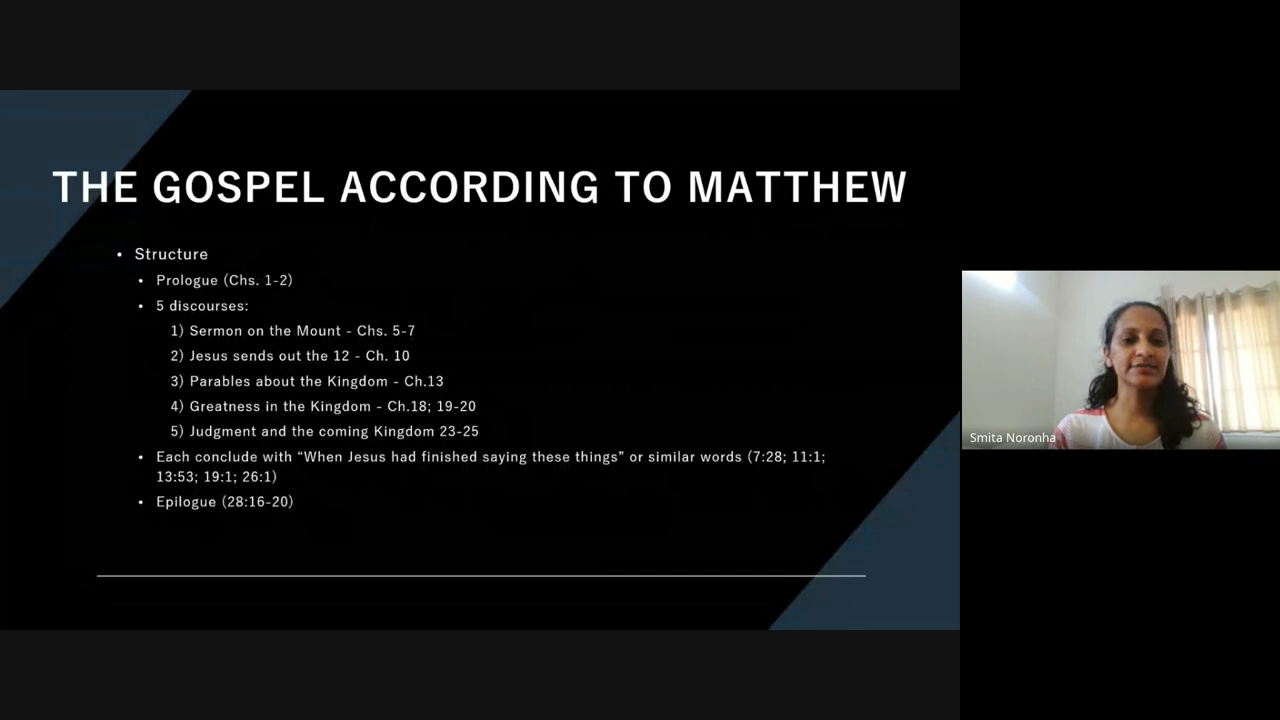 THE GOSPEL ACCORDING TO MATTHEW
• Structure
• Prologue (Chs. 1-2)
• 5 discourses:
1) Sermon on the Mount - Chs. 5-7
2) Jesus sends out the 12 - Ch. 10
3) Parables about the Kingdom - Ch.13
4) Greatness in the Kingdom - Ch.18; 19-20
5) Judgment and the coming Kingdom 23-25
• Each conclude with “When Jesus had finished saying these things” or similar words (7:28; 11:1;
13:53; 19:1; 26:1)
• Epilogue (28:16-20)
Smita Noronha